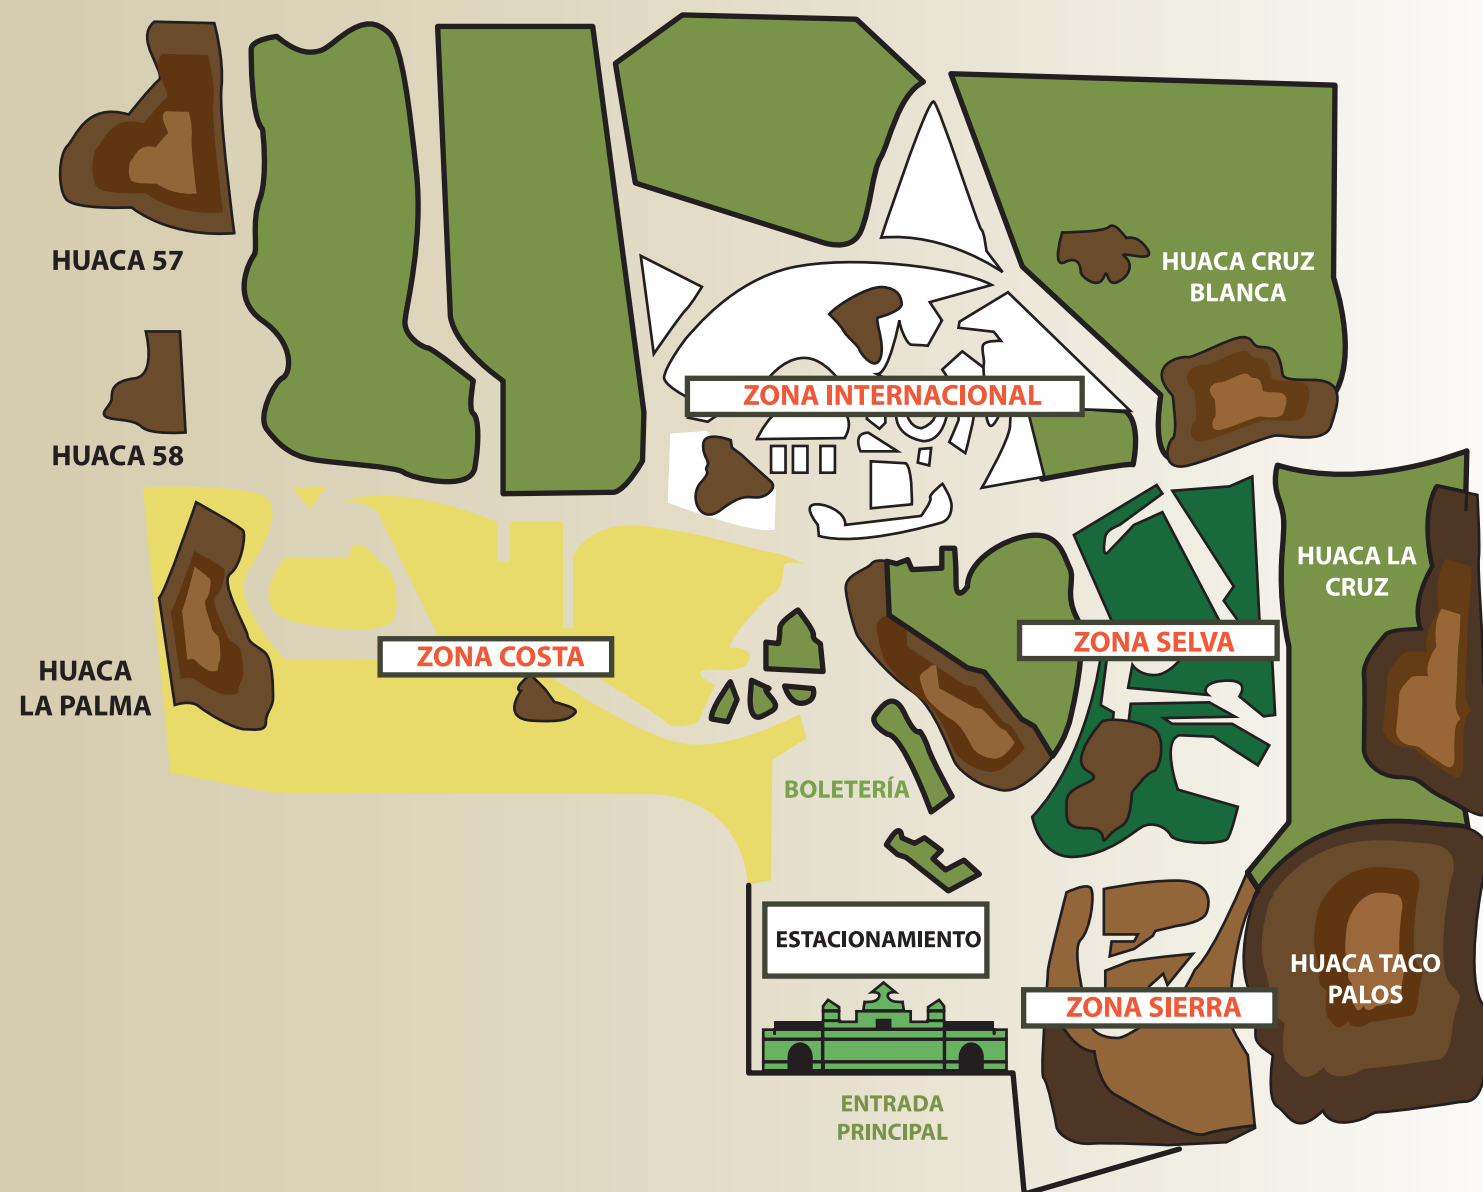 HUACA 57
HUACA CRUZ
BLANCA
ZONA INTERNACIONAL
HUACA 58
HUACA LA
CRUZ
ZONA COSTA
ZONA SELVA
HUACA
LA PALMA
BOLETERÍA
ESTACIONAMIENTO
HUACA TACO
PALOS
ZONA SIERRA
ENTRADA
PRINCIPAL